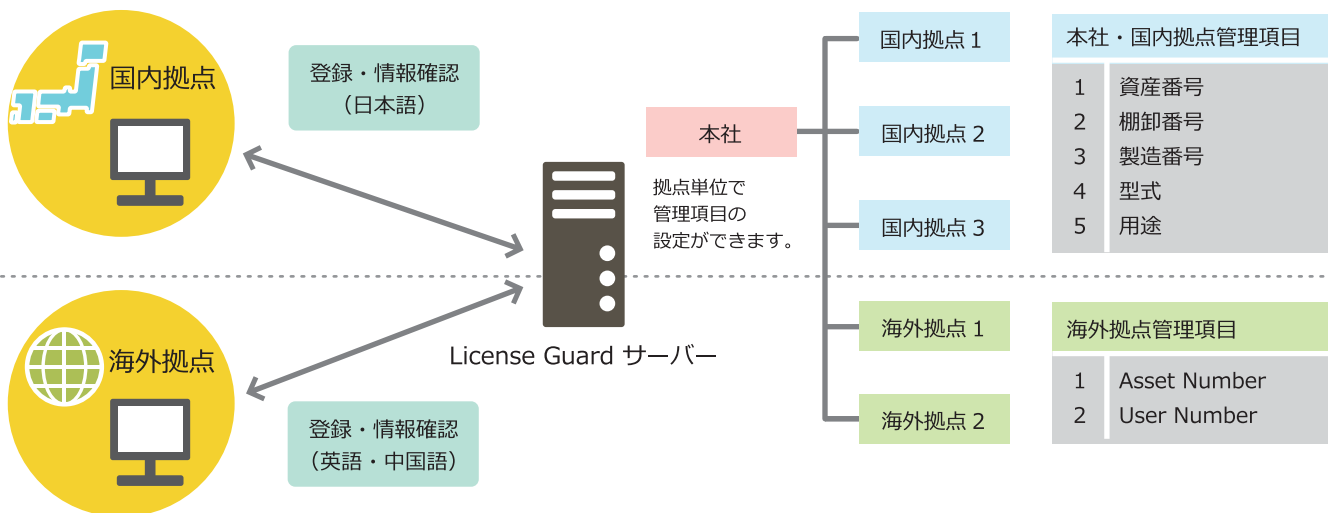 国内拠点
登録・情報確認
（日本語）
海外拠点
登録・情報確認
（英語・中国語）
License Guard サーバー
本社
拠点単位で
管理項目の
設定ができます。
国内拠点 1
国内拠点 2
国内拠点 3
海外拠点 1
海外拠点 2
本社・国内拠点管理項目
1 資産番号
2 棚卸番号
3 製造番号
4 型式
5 用途
海外拠点管理項目
1 Asset Number
2 User Number